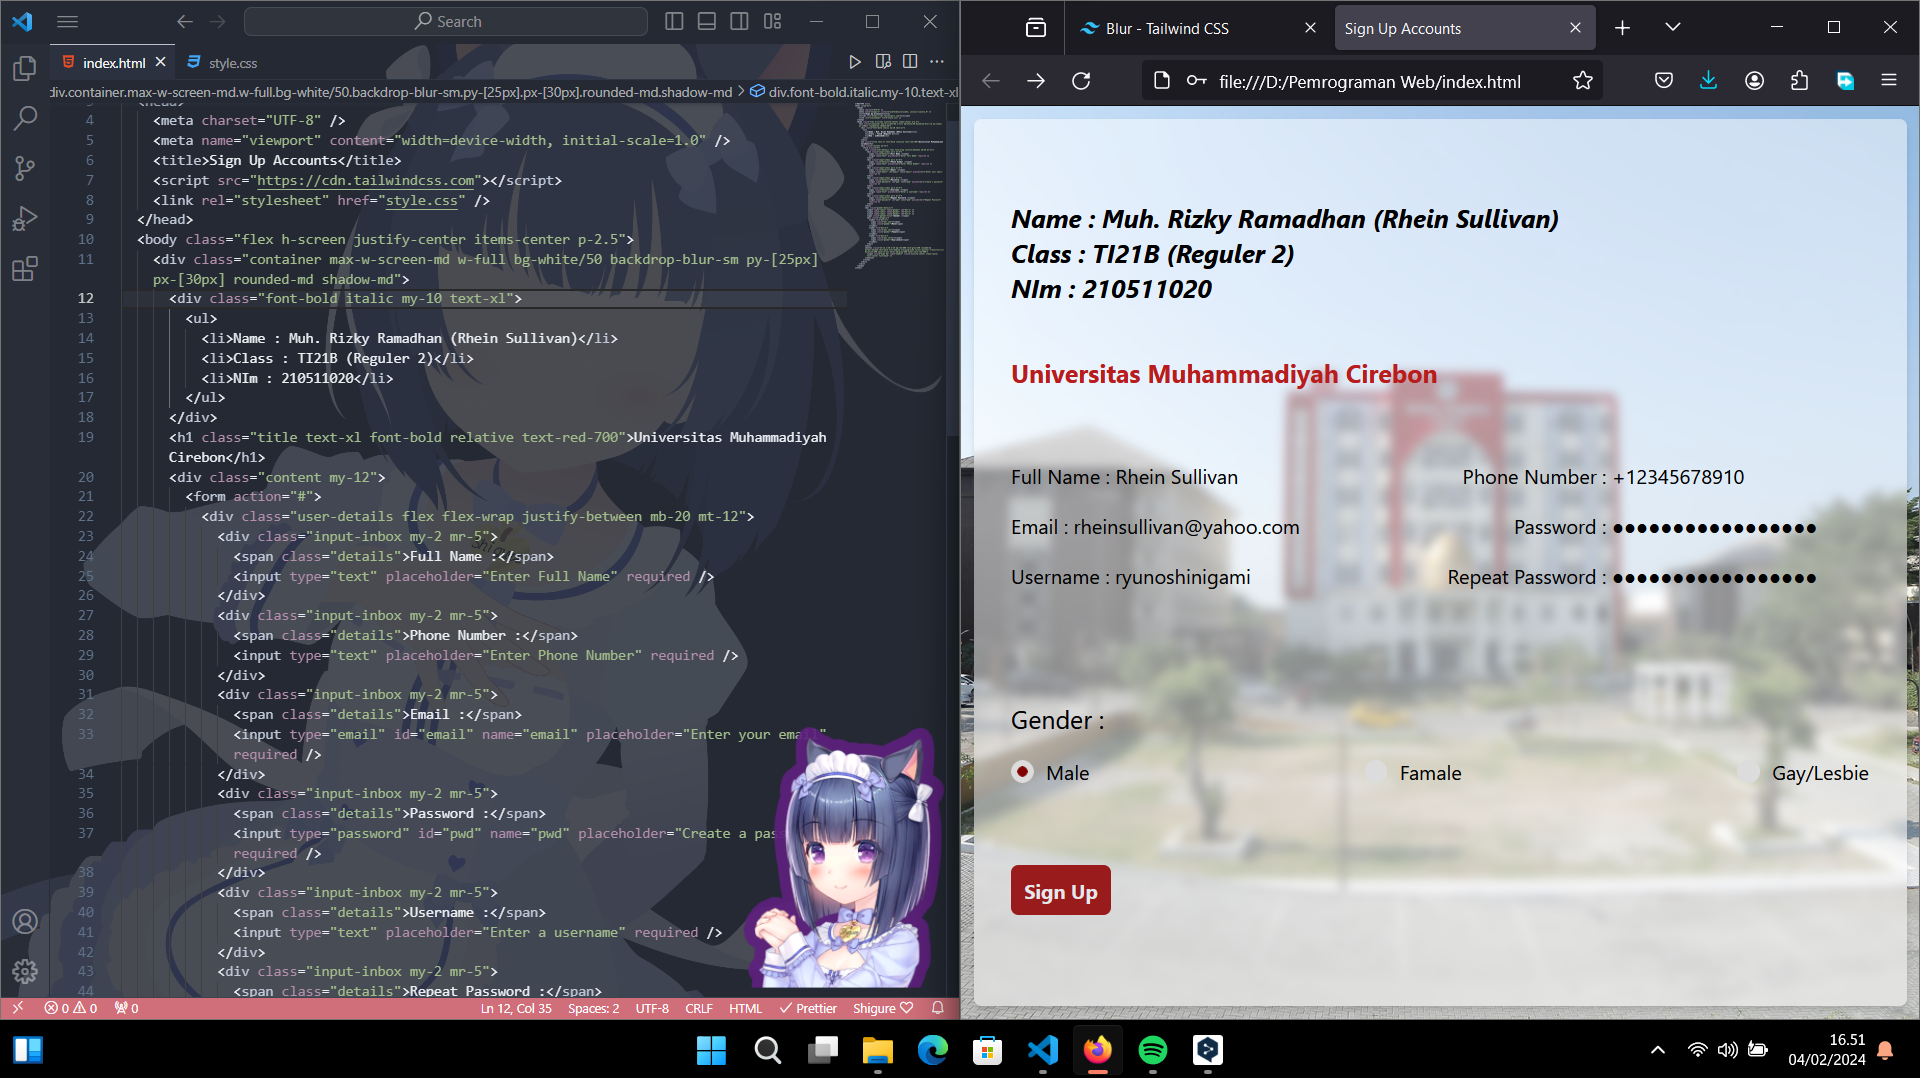 Search
index.html
style.css
div.container.max-w-screen-md.w-full.bg-white/50.backdrop-blur-sm.py-[25px].px-[30px].rounded-md.shadow-md > div.font-bold.italic.my-10.text-xl
4 <meta charset="UTF-8" />
5 <meta name="viewport" content="width=device-width, initial-scale=1.0" />
6 <title>Sign Up Accounts</title>
7 <script src="https://cdn.tailwindcss.com"></script>
8 <link rel="stylesheet" href="style.css" />
9 </head>
10 <body class="flex h-screen justify-center items-center p-2.5">
11 <div class="container max-w-screen-md w-full bg-white/50 backdrop-blur-sm py-[25px]
px-[30px] rounded-md shadow-md">
12 <div class="font-bold italic my-10 text-xl">
13 <ul>
14 <li>Name : Muh. Rizky Ramadhan (Rhein Sullivan)</li>
15 <li>Class : TI21B (Reguler 2)</li>
16 <li>NIm : 210511020</li>
17 </ul>
18 </div>
19 <h1 class="title text-xl font-bold relative text-red-700">Universitas Muhammadiyah
Cirebon</h1>
20 <div class="content my-12">
21 <form action="#">
22 <div class="user-details flex flex-wrap justify-between mb-20 mt-12">
23 <div class="input-inbox my-2 mr-5">
24 <span class="details">Full Name :</span>
25 <input type="text" placeholder="Enter Full Name" required />
26 </div>
27 <div class="input-inbox my-2 mr-5">
28 <span class="details">Phone Number :</span>
29 <input type="text" placeholder="Enter Phone Number" required />
30 </div>
31 <div class="input-inbox my-2 mr-5">
32 <span class="details">Email :</span>
33 <input type="email" id="email" name="email" placeholder="Enter your email"
required />
34 </div>
35 <div class="input-inbox my-2 mr-5">
36 <span class="details">Password :</span>
37 <input type="password" id="pwd" name="pwd" placeholder="Create a pas
required />
38 </div>
39 <div class="input-inbox my-2 mr-5">
40 <span class="details">Username :</span>
41 <input type="text" placeholder="Enter a username" required />
42 </div>
43 <div class="input-inbox my-2 mr-5">
44 <span class="details">Repeat Password :</span>
0 0 0
Ln 12, Col 35 Spaces: 2 UTF-8 CRLF HTML Prettier Shigure
Blur - Tailwind CSS
Sign Up Accounts
file:///D:/Pemrograman Web/index.html
Name : Muh. Rizky Ramadhan (Rhein Sullivan)
Class : TI21B (Reguler 2)
NIm : 210511020
Universitas Muhammadiyah Cirebon
Full Name : Rhein Sullivan
Phone Number : +12345678910
Email : rheinsullivan@yahoo.com
Password : ●●●●●●●●●●●●●●●●●
Username : ryunoshinigami
Repeat Password : ●●●●●●●●●●●●●●●●●
Gender :
Male
Famale
Gay/Lesbie
Sign Up
16.51
04/02/2024